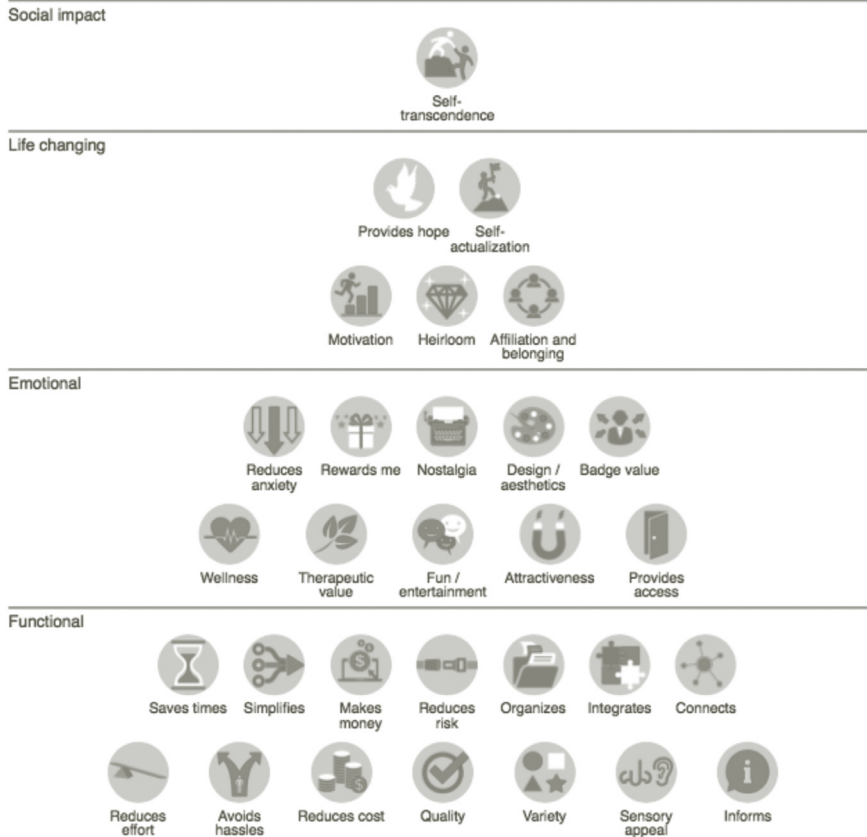 Social impact
Self-
transcendence
Life changing
Provides hope
Self-
actualization
Motivation
Heirloom
Affiliation and
belonging
Emotional
Reduces
anxiety
Rewards me
Nostalgia
Design /
aesthetics
Badge value
Wellness
Therapeutic
value
Fun /
entertainment
Attractiveness
Provides
access
Functional
Saves times
Simplifies
Makes
money
Reduces
risk
Organizes
Integrates
Connects
Reduces
effort
Avoids
hassles
Reduces cost
Quality
Variety
Sensory
appeal
Informs